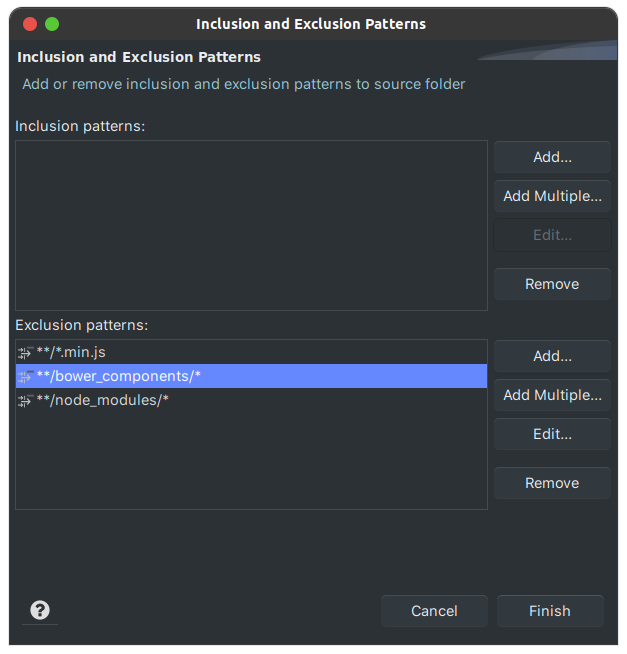 Inclusion and Exclusion Patterns
Inclusion and Exclusion Patterns
Add or remove inclusion and exclusion patterns to source folder
Inclusion patterns:
Add...
Add Multiple...
Edit...
Remove
Exclusion patterns:
**/*.min.js
**/bower_components/*
**/node_modules/*
Add...
Add Multiple...
Edit...
Remove
?
Cancel
Finish